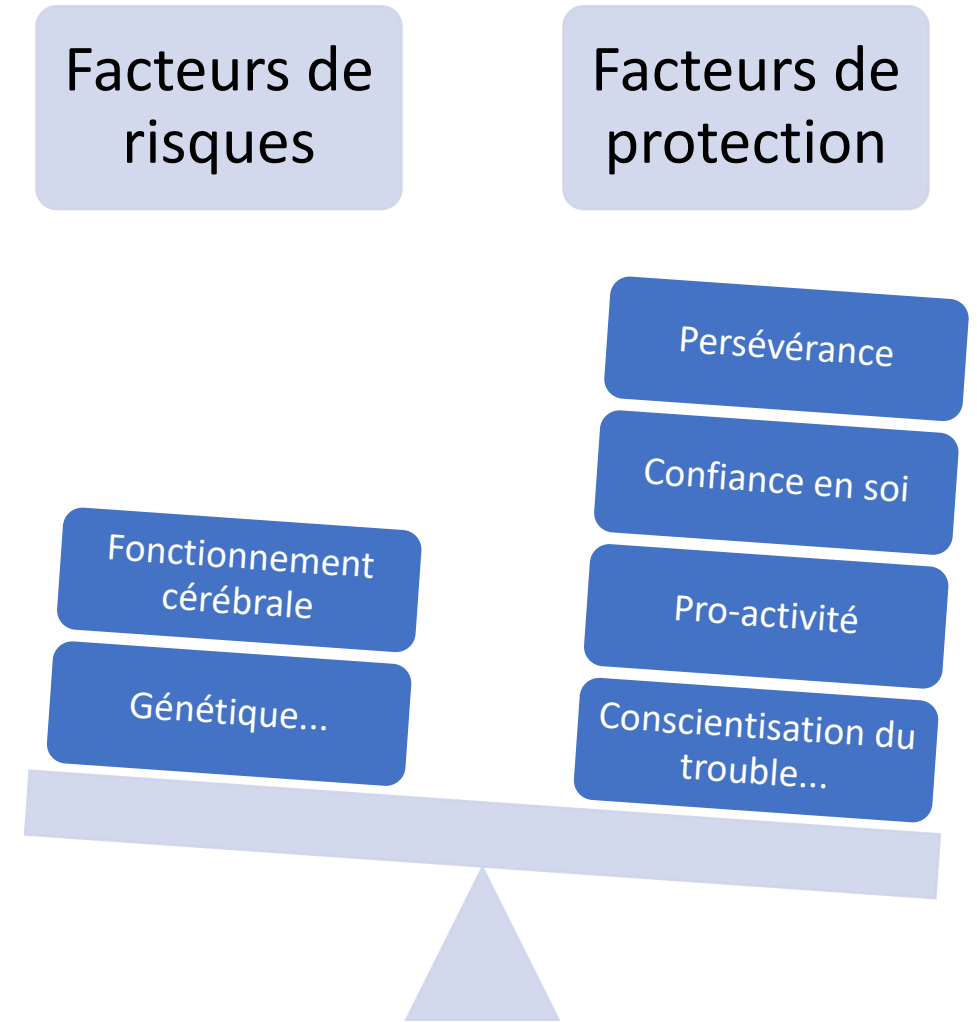 Facteurs de
risques
Facteurs de
protection
Persévérance
Confiance en soi
Pro-activité
Conscientisation du
trouble...
Fonctionnement
cérébrale
Génétique...